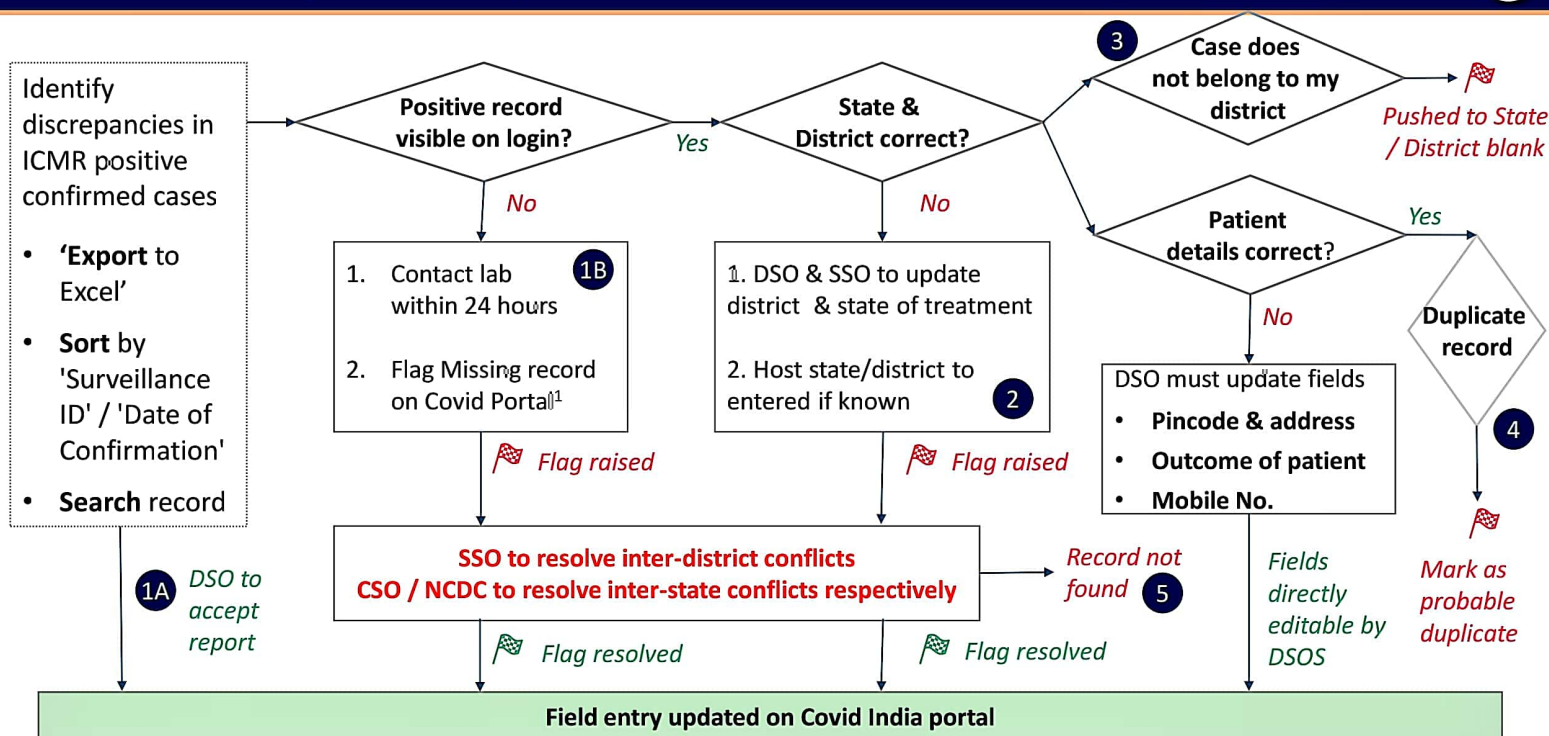 Identify
discrepancies in
ICMR positive
confirmed cases
• ‘Export to
Excel’
• Sort by
'Surveillance
ID' / 'Date of
Confirmation'
• Search record
1A
DSO to
accept
report
Positive record
visible on login?
Yes
No
1B
1. Contact lab
within 24 hours
2. Flag Missing record
on Covid Portal1
Flag raised
State &
District correct?
No
1. DSO & SSO to update
district & state of treatment
2. Host state/district to
entered if known
2
Flag raised
SSO to resolve inter-district conflicts
CSO / NCDC to resolve inter-state conflicts respectively
Record not
found
5
Flag resolved
Flag resolved
3
Case does
not belong to my
district
Pushed to State
/ District blank
Patient
details correct?
Yes
No
DSO must update fields
• Pincode & address
• Outcome of patient
• Mobile No.
Fields
directly
editable by
DSOS
Duplicate
record
4
Mark as
probable
duplicate
Field entry updated on Covid India portal